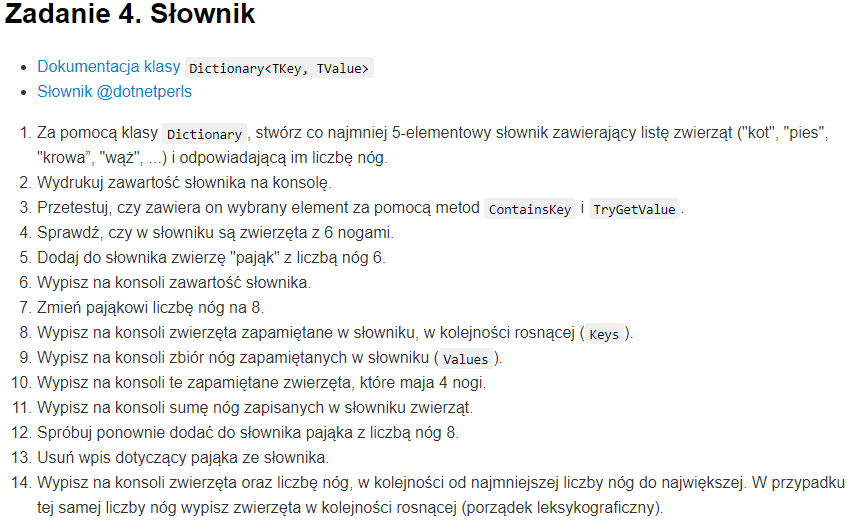 Zadanie 4. Słownik
• Dokumentacja klasy Dictionary<TKey, TValue>
• Słownik @dotnetperls
1. Za pomocą klasy Dictionary, stwórz co najmniej 5-elementowy słownik zawierający listę zwierząt ("kot", "pies",
"krowa”, "wąż", ...) i odpowiadającą im liczbę nóg.
2. Wydrukuj zawartość słownika na konsolę.
3. Przetestuj, czy zawiera on wybrany element za pomocą metod ContainsKey i TryGetValue.
4. Sprawdź, czy w słowniku są zwierzęta z 6 nogami.
5. Dodaj do słownika zwierzę "pająk" z liczbą nóg 6.
6. Wypisz na konsoli zawartość słownika.
7. Zmień pająkowi liczbę nóg na 8.
8. Wypisz na konsoli zwierzęta zapamiętane w słowniku, w kolejności rosnącej (Keys).
9. Wypisz na konsoli zbiór nóg zapamiętanych w słowniku (Values).
10. Wypisz na konsoli te zapamiętane zwierzęta, które maja 4 nogi.
11. Wypisz na konsoli sumę nóg zapisanych w słowniku zwierząt.
12. Spróbuj ponownie dodać do słownika pająka z liczbą nóg 8.
13. Usuń wpis dotyczący pająka ze słownika.
14. Wypisz na konsoli zwierzęta oraz liczbę nóg, w kolejności od najmniejszej liczby nóg do największej. W przypadku
tej samej liczby nóg wypisz zwierzęta w kolejności rosnącej (porządek leksykograficzny).